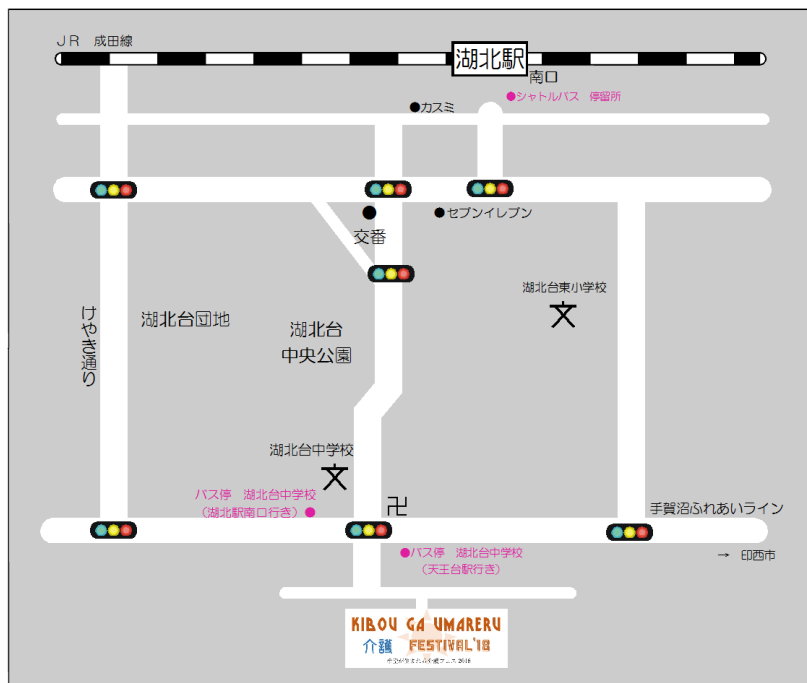 JR 成田線
湖北駅
南口
●シャトルバス 停留所
●カスミ
●セブンイレブン
交番
湖北台東小学校
文
けやき通り
湖北台団地
湖北台
中央公園
湖北台中学校
文
バス停 湖北台中学校
(湖北駅南口行き)●
卍
手賀沼ふれあいライン
→ 印西市
●バス停 湖北台中学校
(天王台駅行き)
KIBOU GA UMARERU
介護 FESTIVAL'18